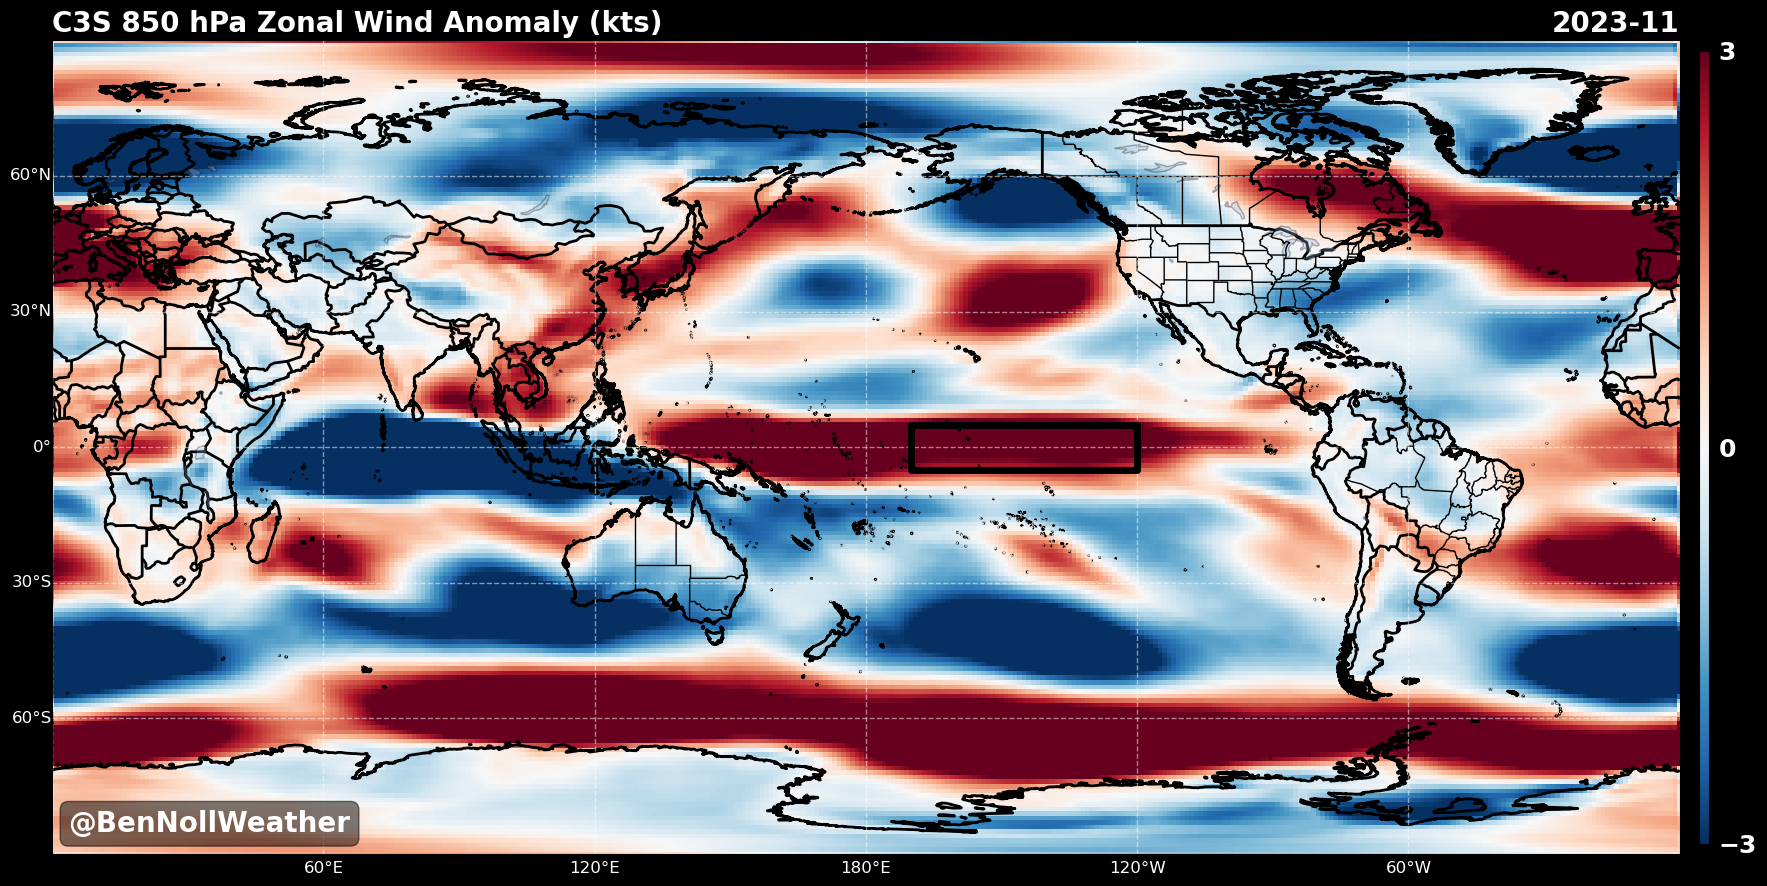 C3S 850 hPa Zonal Wind Anomaly (kts) 2023-11
3
60°N
30°N
0°
0
30°S
60°S
@BenNollWeather
−3
60°E 120°E 180°E 120°W 60°W